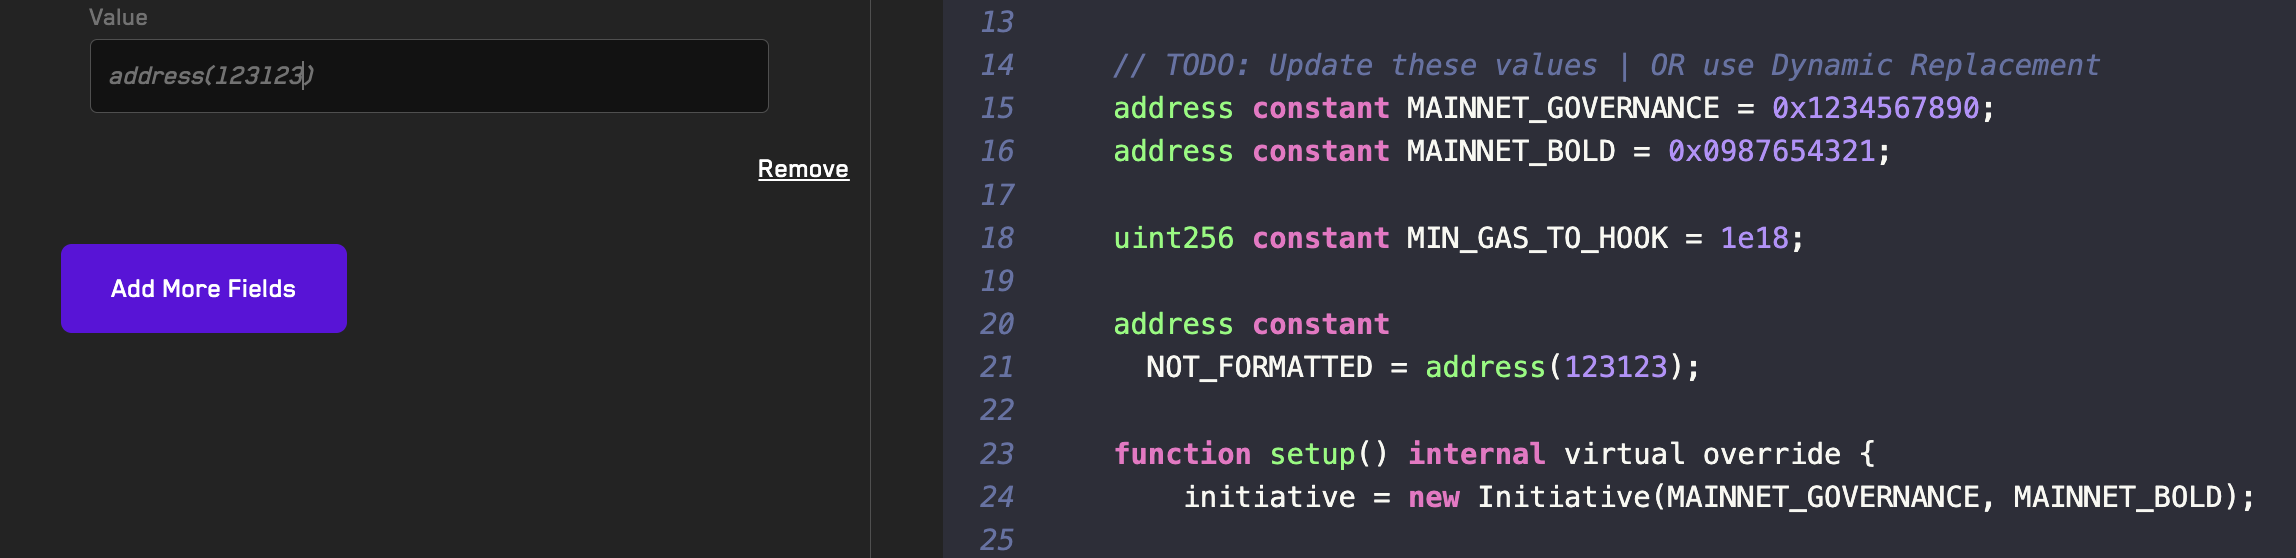 Value
address(123123)
Remove
Add More Fields
13
14 // TODO: Update these values | OR use Dynamic Replacement
15 address constant MAINNET_GOVERNANCE = 0x1234567890;
16 address constant MAINNET_BOLD = 0x0987654321;
17
18 uint256 constant MIN_GAS_TO_HOOK = 1e18;
19
20 address constant
21 NOT_FORMATTED = address(123123);
22
23 function setup() internal virtual override {
24 initiative = new Initiative(MAINNET_GOVERNANCE, MAINNET_BOLD);
25